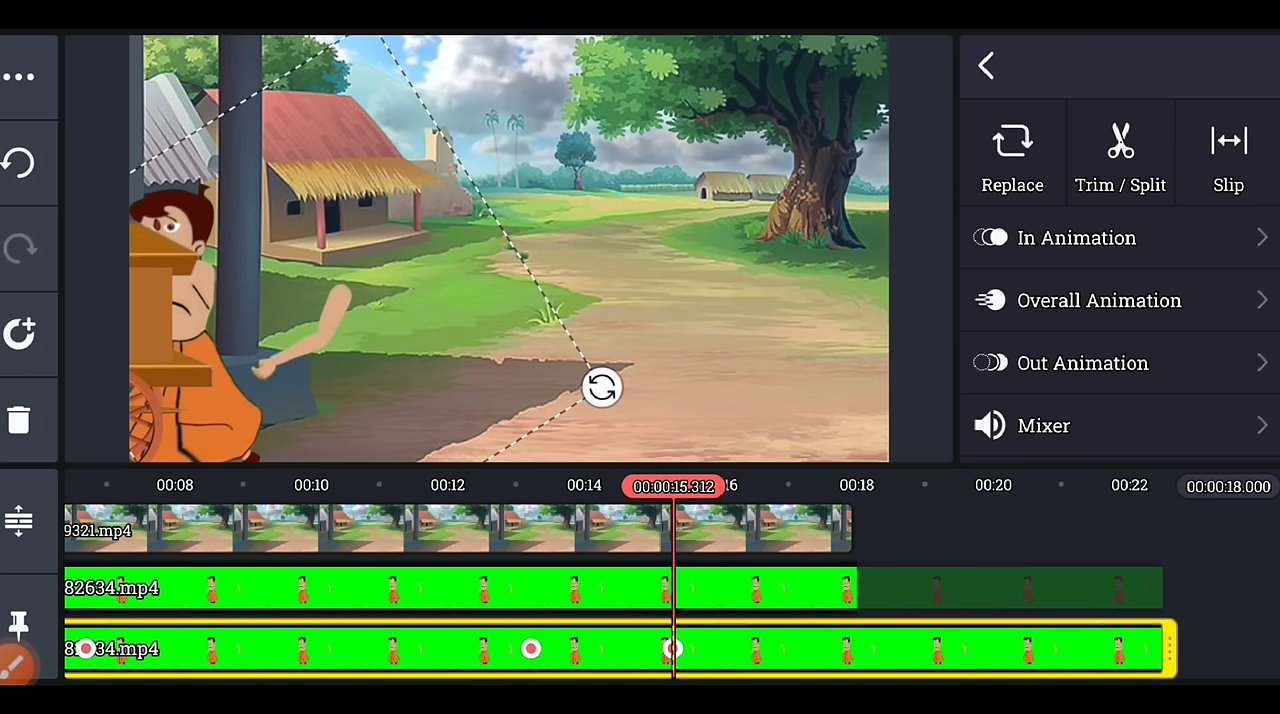 Replace
Trim / Split
Slip
In Animation
Overall Animation
Out Animation
Mixer
00:08
00:10
00:12
00:14
00:00:15.312
16
00:18
00:20
00:22
00:00:18.000
9321.mp4
82634.mp4
34.mp4